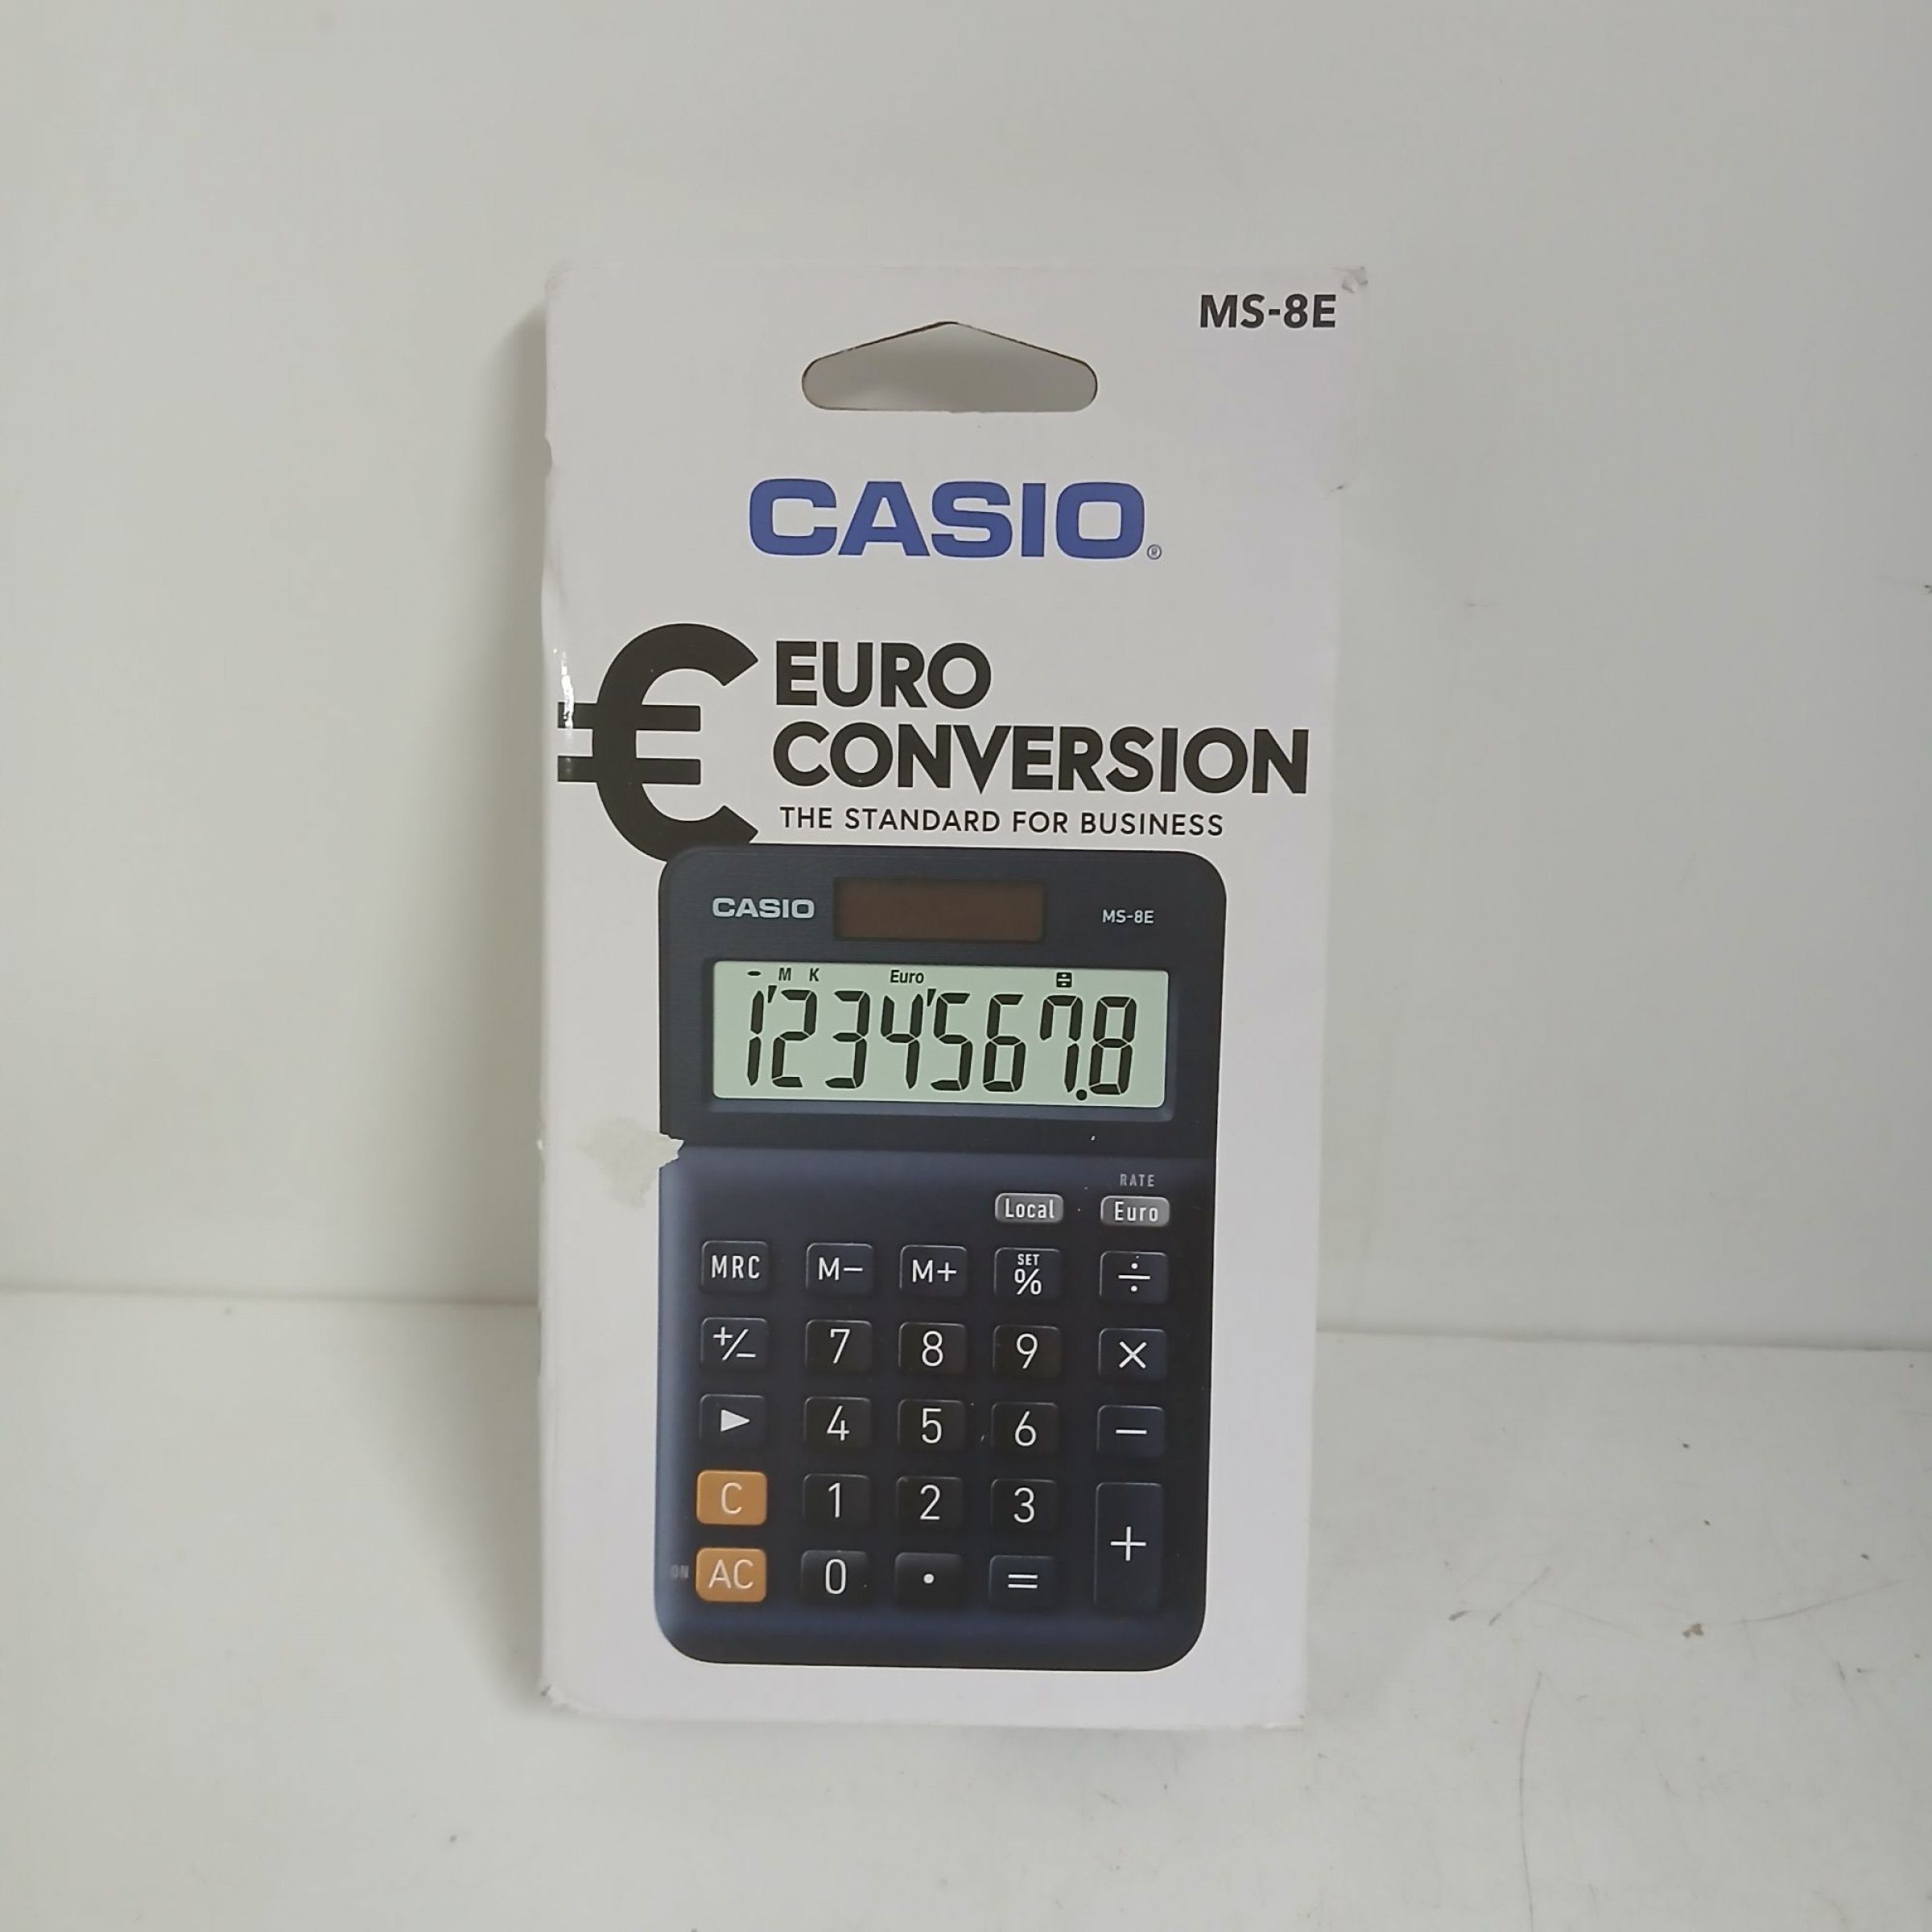 MS-8E
CASIO®
€ EURO
CONVERSION
THE STANDARD FOR BUSINESS
CASIO MS-8E
- M K Euro
1'234'567.8
RATE
Local Euro
MRC M− M+ SET % ÷
+/− 7 8 9 ×
▶ 4 5 6 −
C 1 2 3 +
ON AC 0 . =